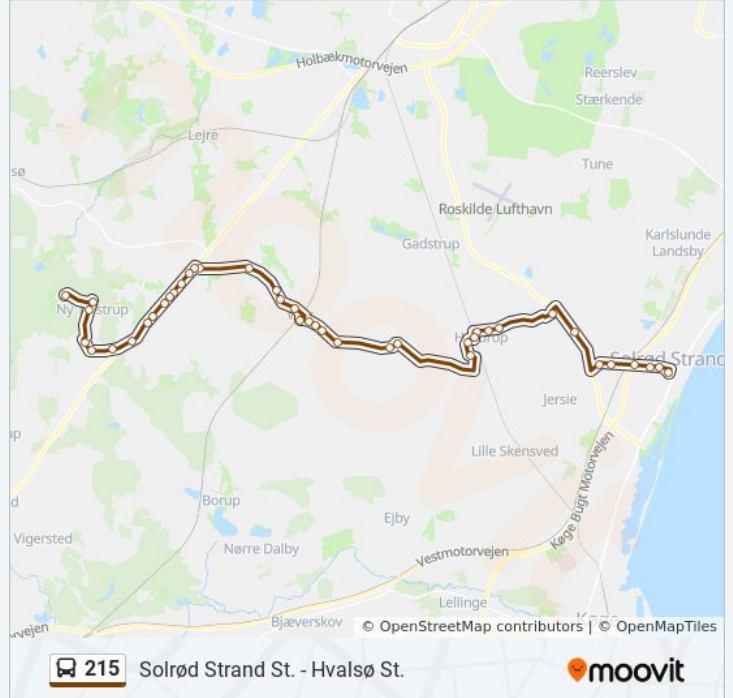 Holbækmotorvejen
Reerslev
Stærkende
Lejre
Tune
sø
Roskilde Lufthavn
Karlslunde
Landsby
Gadstrup
Solrød Strand
Jersie
Lille Skensved
Køge Bugt Motorvejen
Borup
Ejby
Vigersted
Nørre Dalby
Vestmotorvejen
Lellinge
Bjæverskov
© OpenStreetMap contributors | © OpenMapTiles
215 Solrød Strand St. - Hvalsø St.
moovit